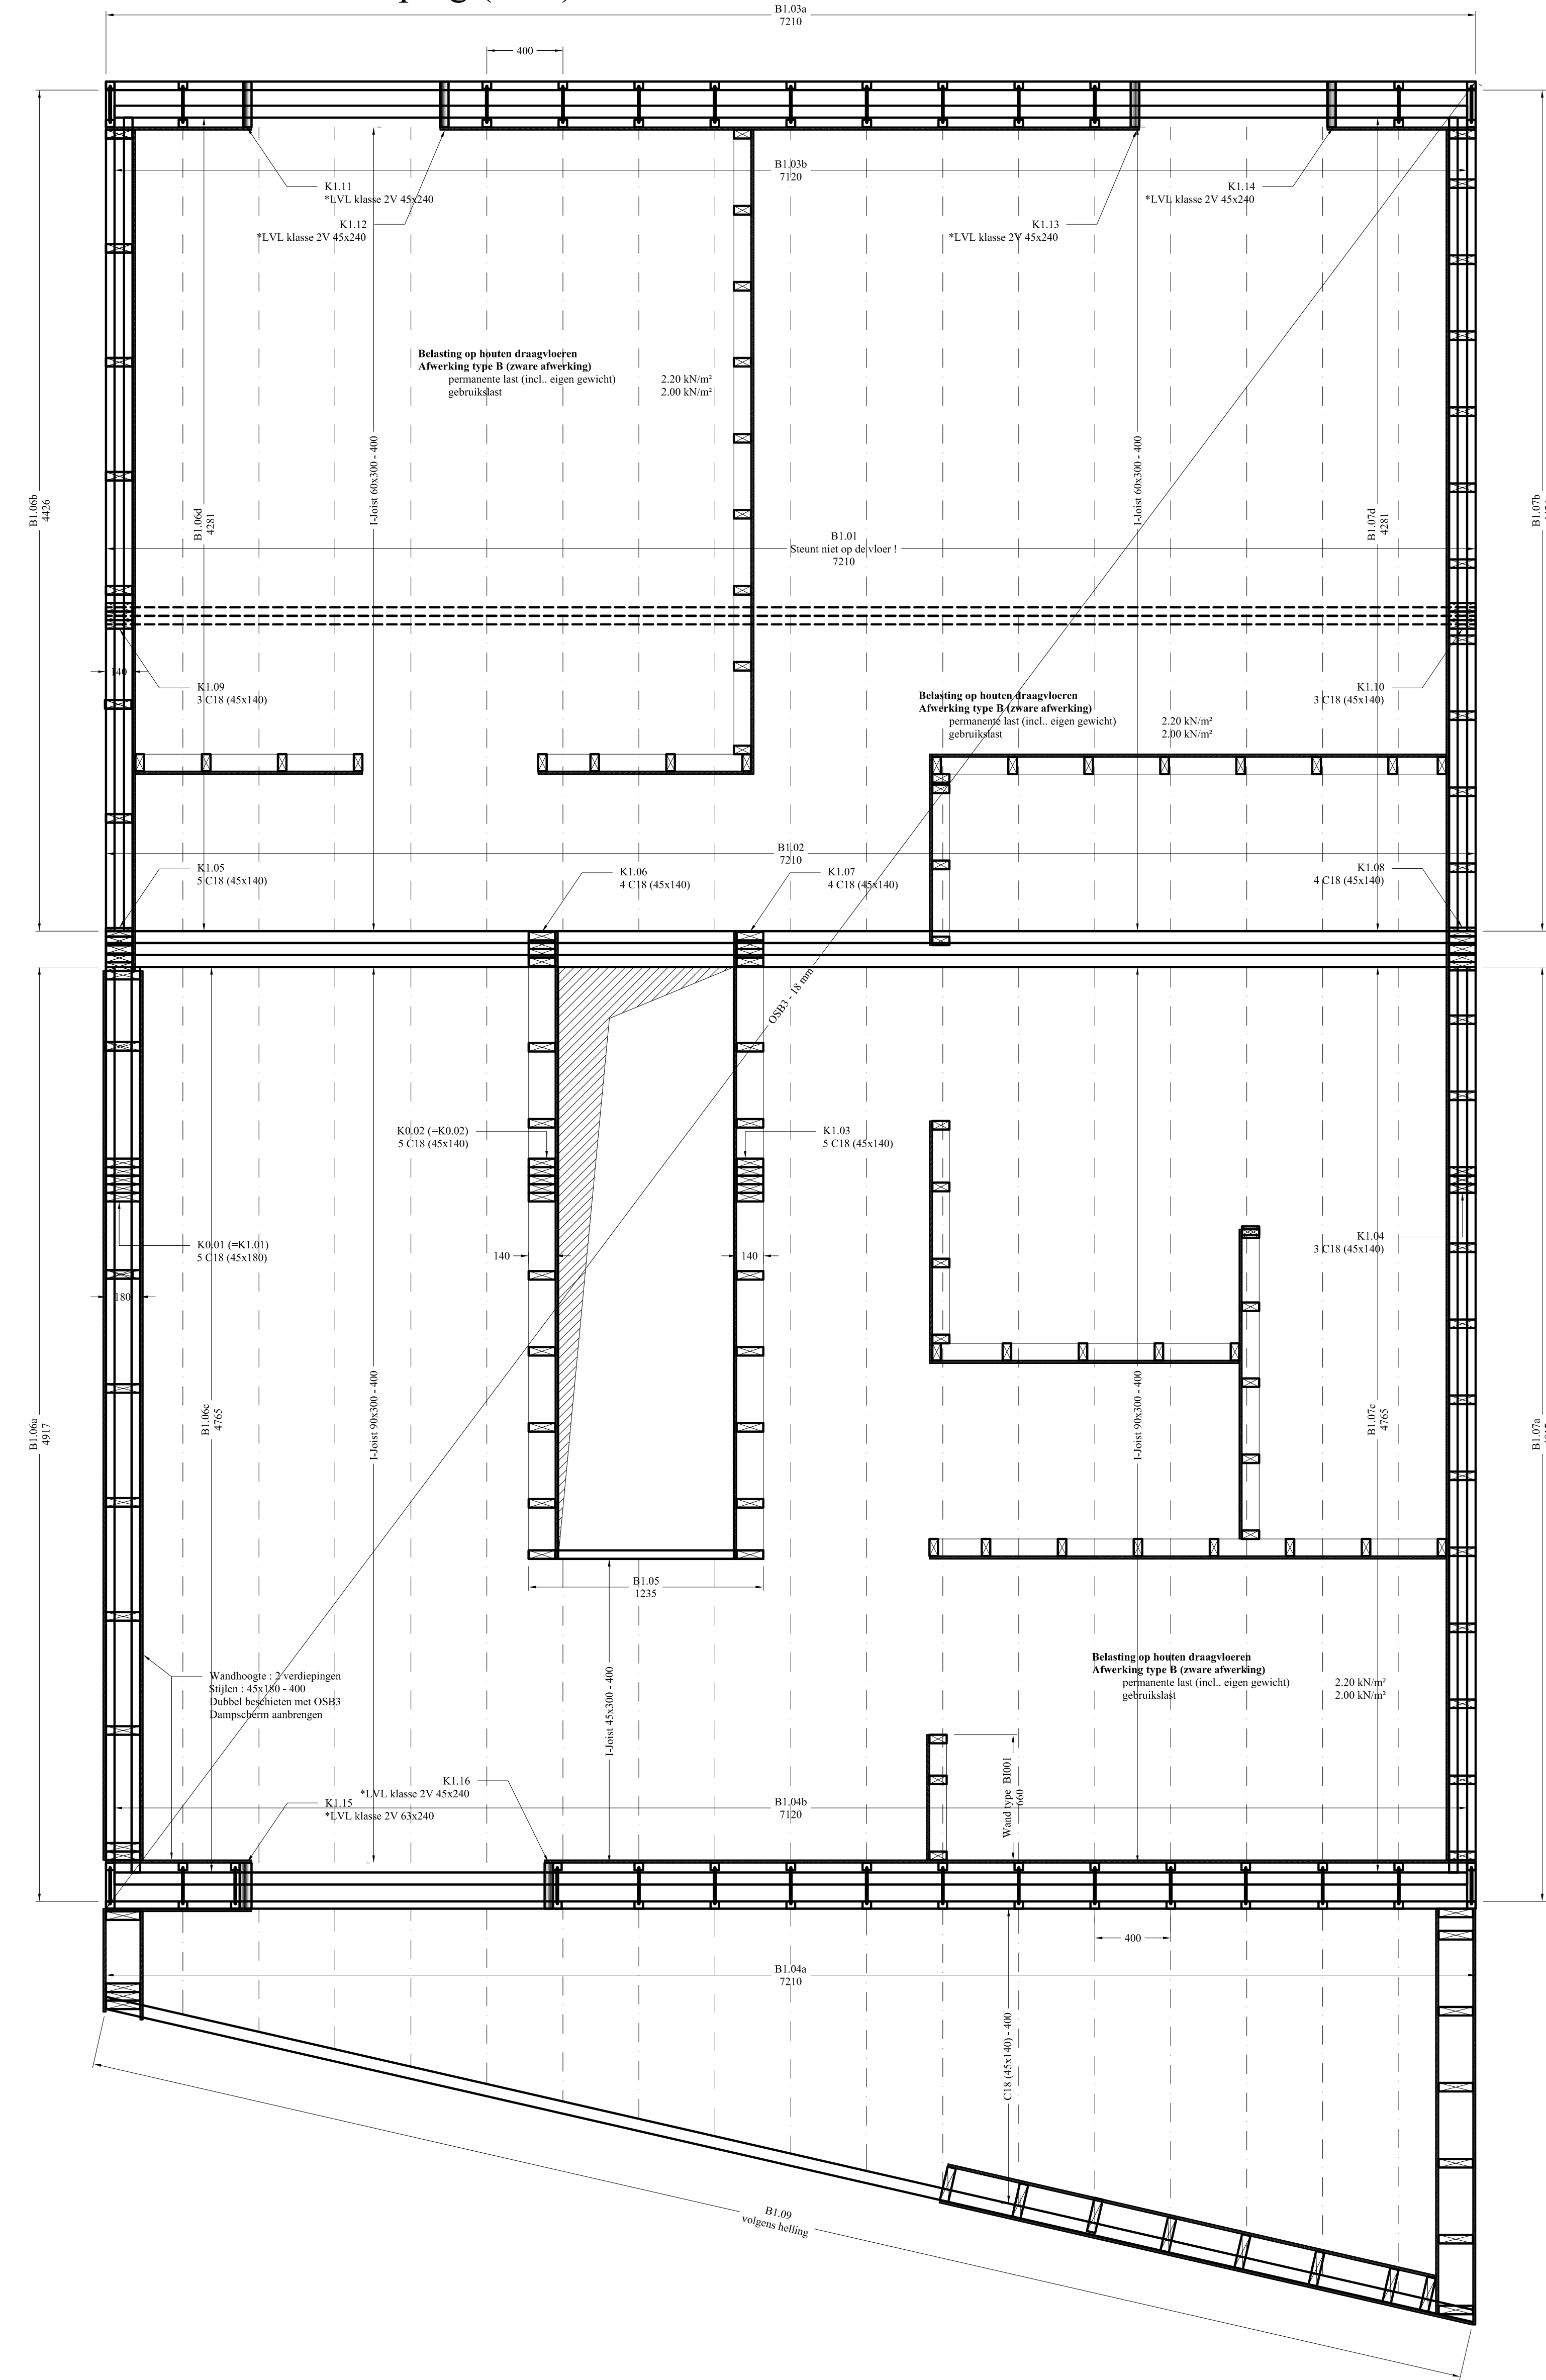 B1.03a
7210
400
B1.03b
7120
K1.11
*LVL klasse 2V 45x240
K1.12
*LVL klasse 2V 45x240
K1.13
*LVL klasse 2V 45x240
K1.14
*LVL klasse 2V 45x240
Belasting op houten draagvloeren
Afwerking type B (zware afwerking)
permanente last (incl.. eigen gewicht) 2.20 kN/m²
gebruikslast 2.00 kN/m²
B1.06b
4426
B1.06d
4281
I-Joist 60x300 - 400
I-Joist 60x300 - 400
B1.07d
4281
B1.07b
B1.01
Steunt niet op de vloer !
7210
140
K1.09
3 C18 (45x140)
K1.10
3 C18 (45x140)
Belasting op houten draagvloeren
Afwerking type B (zware afwerking)
permanente last (incl.. eigen gewicht) 2.20 kN/m²
gebruikslast 2.00 kN/m²
B1.02
7210
K1.05
5 C18 (45x140)
K1.06
4 C18 (45x140)
K1.07
4 C18 (45x140)
K1.08
4 C18 (45x140)
OSB3 - 18 mm
K0.02 (=K0.02)
5 C18 (45x140)
K1.03
5 C18 (45x140)
K0.01 (=K1.01)
5 C18 (45x180)
K1.04
3 C18 (45x140)
140
140
180
B1.06a
4917
B1.06c
4765
I-Joist 90x300 - 400
I-Joist 90x300 - 400
B1.07c
4765
B1.07a
B1.05
1235
I-Joist 45x300 - 400
Wandhoogte : 2 verdiepingen
Stijlen : 45x180 - 400
Dubbel beschieten met OSB3
Dampscherm aanbrengen
Belasting op houten draagvloeren
Afwerking type B (zware afwerking)
permanente last (incl.. eigen gewicht) 2.20 kN/m²
gebruikslast 2.00 kN/m²
K1.16
*LVL klasse 2V 45x240
K1.15
*LVL klasse 2V 63x240
Wand type BI001
660
B1.04b
7120
400
B1.04a
7210
C18 (45x140) - 400
B1.09
volgens helling